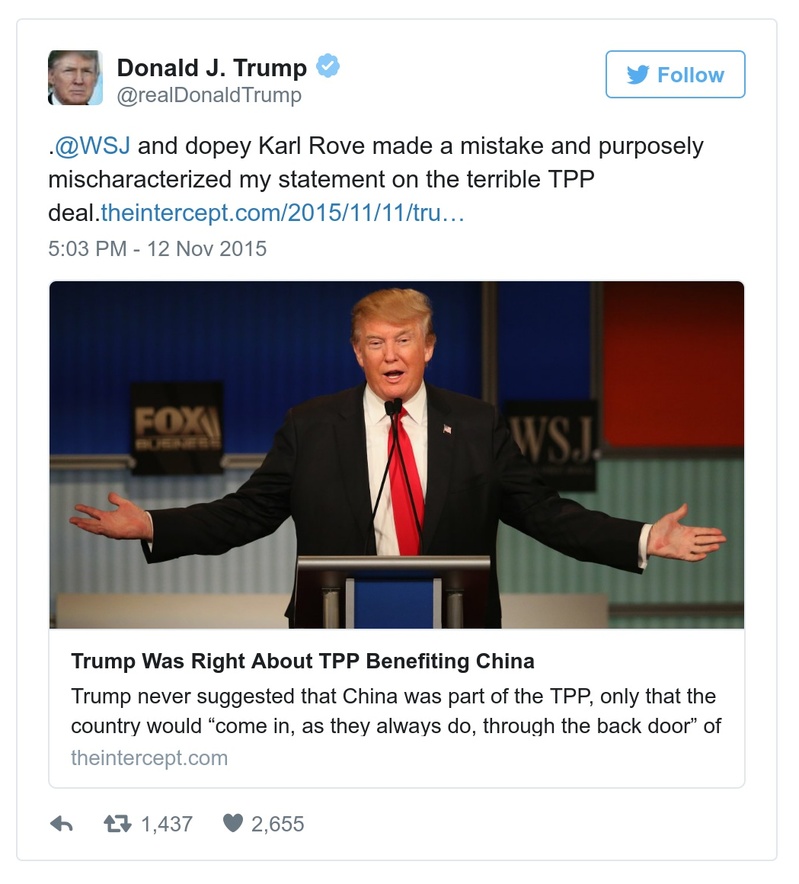 Donald J. Trump
@realDonaldTrump
Follow
.@WSJ and dopey Karl Rove made a mistake and purposely
mischaracterized my statement on the terrible TPP
deal.theintercept.com/2015/11/11/tru…
5:03 PM - 12 Nov 2015
FOX
BUSINESS
WSJ.
Trump Was Right About TPP Benefiting China
Trump never suggested that China was part of the TPP, only that the
country would “come in, as they always do, through the back door” of
theintercept.com
1,437
2,655